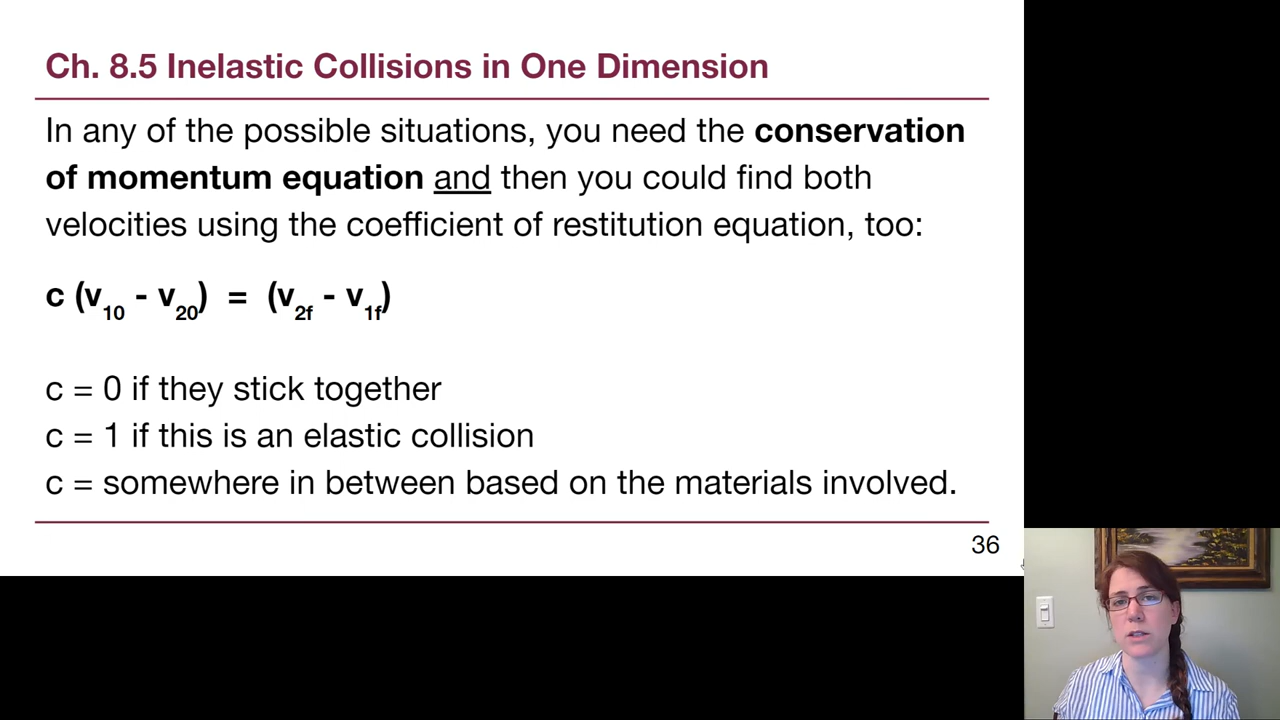 Ch. 8.5 Inelastic Collisions in One Dimension
In any of the possible situations, you need the conservation
of momentum equation and then you could find both
velocities using the coefficient of restitution equation, too:
c (v10 - v20) = (v2f - v1f)
c = 0 if they stick together
c = 1 if this is an elastic collision
c = somewhere in between based on the materials involved.
36